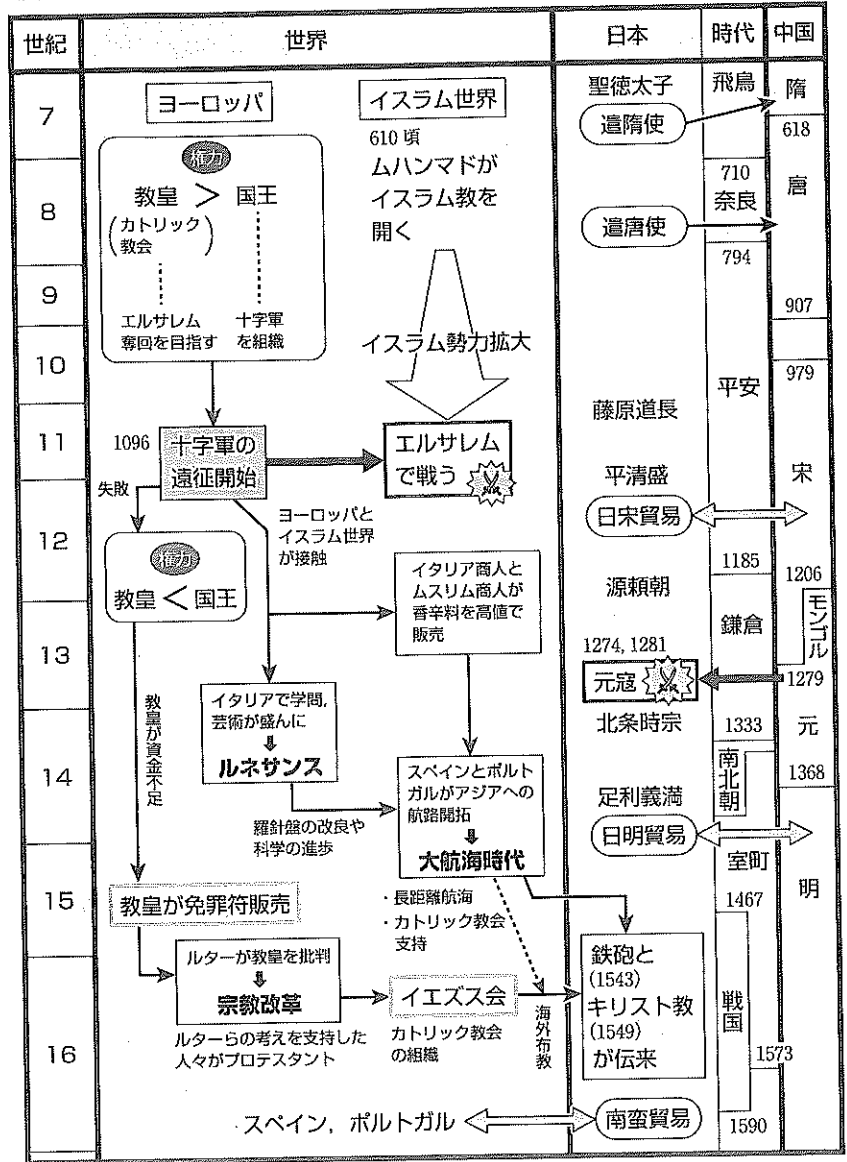 世紀 世界 日本 時代 中国
7
8
9
10
11
12
13
14
15
16
ヨーロッパ
権力
教皇 > 国王
(カトリック
教会)
エルサレム
奪回を目指す
十字軍
を組織
イスラム世界
610 頃
ムハンマドが
イスラム教を
開く
イスラム勢力拡大
1096
十字軍の
遠征開始
エルサレム
で戦う
失敗
ヨーロッパと
イスラム世界
が接触
権力
教皇 < 国王
イタリア商人と
ムスリム商人が
香辛料を高値で
販売
教皇が資金不足
イタリアで学問,
芸術が盛んに
ルネサンス
羅針盤の改良や
科学の進歩
スペインとポルト
ガルがアジアへの
航路開拓
大航海時代
・長距離航海
・カトリック教会
支持
教皇が免罪符販売
ルターが教皇を批判
宗教改革
ルターらの考えを支持した
人々がプロテスタント
イエズス会
カトリック教会
の組織
海外布教
スペイン, ポルトガル
聖徳太子
遣隋使
遣唐使
藤原道長
平清盛
日宋貿易
源頼朝
1274, 1281
元寇
北条時宗
足利義満
日明貿易
鉄砲と
(1543)
キリスト教
(1549)
が伝来
南蛮貿易
飛鳥
710
奈良
794
平安
1185
鎌倉
1333
南北朝
室町
1467
戦国
1573
1590
隋
618
唐
907
979
宋
1206
モンゴル
1279
元
1368
明